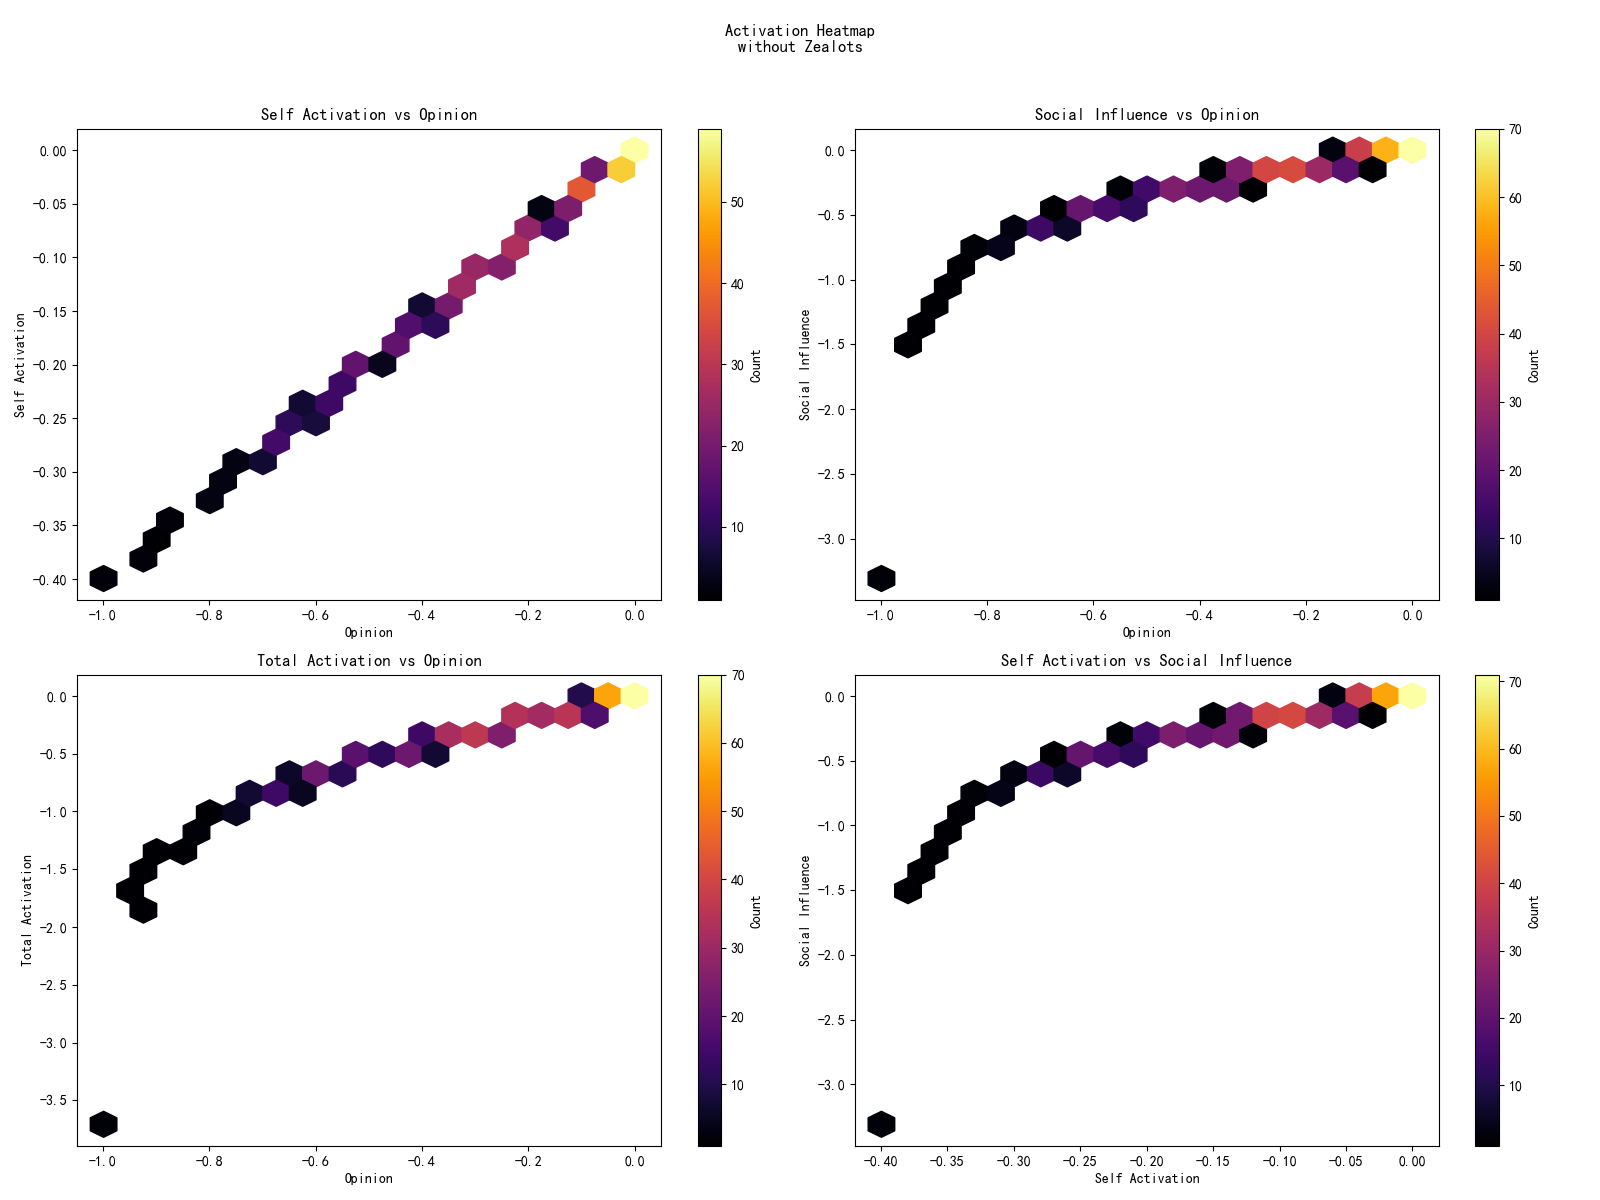 Activation Heatmap
without Zealots
Self Activation vs Opinion
0.00
−0.05
−0.10
−0.15
−0.20
−0.25
−0.30
−0.35
−0.40
Self Activation
−1.0 −0.8 −0.6 −0.4 −0.2 0.0
Opinion
50
40
30
20
10
Count
Social Influence vs Opinion
0.0
−0.5
−1.0
−1.5
−2.0
−2.5
−3.0
Social Influence
−1.0 −0.8 −0.6 −0.4 −0.2 0.0
Opinion
70
60
50
40
30
20
10
Count
Total Activation vs Opinion
0.0
−0.5
−1.0
−1.5
−2.0
−2.5
−3.0
−3.5
Total Activation
−1.0 −0.8 −0.6 −0.4 −0.2 0.0
Opinion
70
60
50
40
30
20
10
Count
Self Activation vs Social Influence
0.0
−0.5
−1.0
−1.5
−2.0
−2.5
−3.0
Social Influence
−0.40 −0.35 −0.30 −0.25 −0.20 −0.15 −0.10 −0.05 0.00
Self Activation
70
60
50
40
30
20
10
Count